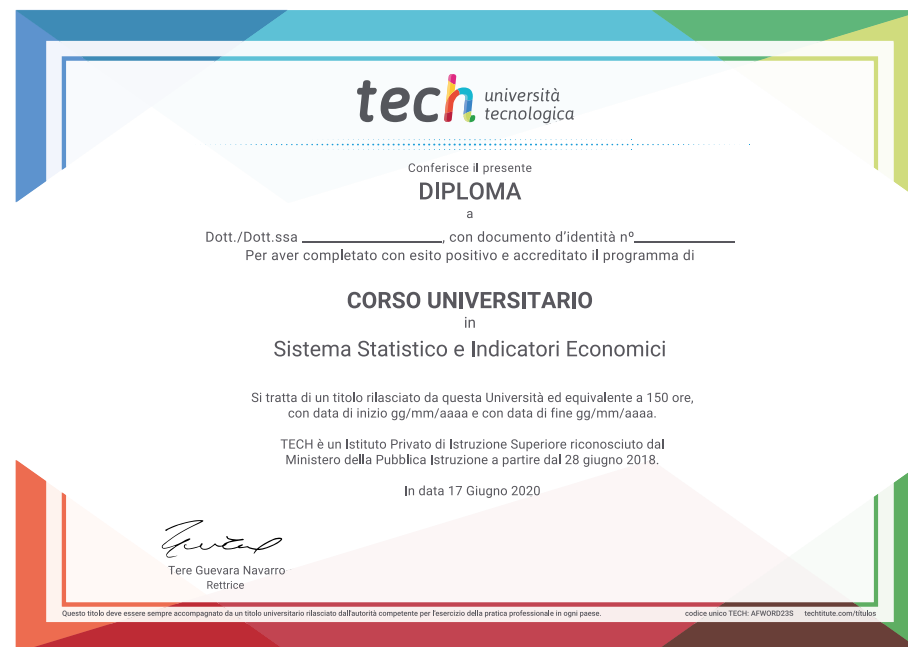 tech università
tecnologica
Conferisce il presente
DIPLOMA
a
Dott./Dott.ssa ____________________, con documento d'identità nº______________
Per aver completato con esito positivo e accreditato il programma di
CORSO UNIVERSITARIO
in
Sistema Statistico e Indicatori Economici
Si tratta di un titolo rilasciato da questa Università ed equivalente a 150 ore,
con data di inizio gg/mm/aaaa e con data di fine gg/mm/aaaa.
TECH è un Istituto Privato di Istruzione Superiore riconosciuto dal
Ministero della Pubblica Istruzione a partire dal 28 giugno 2018.
In data 17 Giugno 2020
Tere Guevara Navarro
Rettrice
Questo titolo deve essere sempre accompagnato da un titolo universitario rilasciato dall'autorità competente per l'esercizio della pratica professionale in ogni paese. codice unico TECH: AFWORD23S techtitute.com/titulos